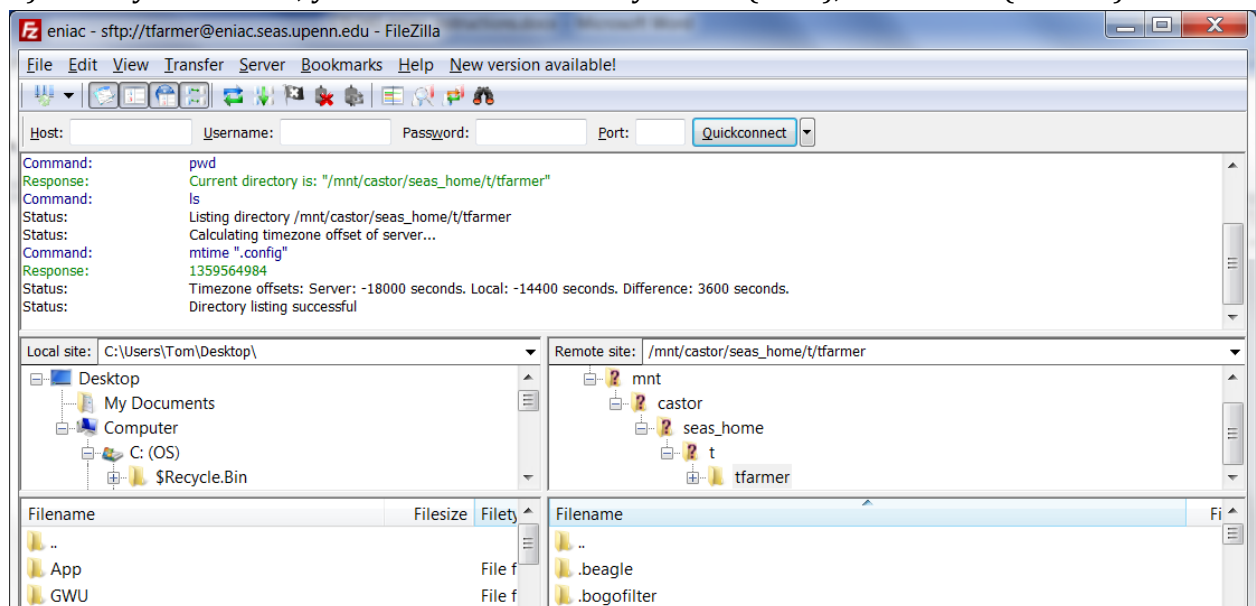 eniac - sftp://tfarmer@eniac.seas.upenn.edu - FileZilla
File Edit View Transfer Server Bookmarks Help New version available!
Host: Username: Password: Port: Quickconnect
Command: pwd
Response: Current directory is: "/mnt/castor/seas_home/t/tfarmer"
Command: ls
Status: Listing directory /mnt/castor/seas_home/t/tfarmer
Status: Calculating timezone offset of server...
Command: mtime ".config"
Response: 1359564984
Status: Timezone offsets: Server: -18000 seconds. Local: -14400 seconds. Difference: 3600 seconds.
Status: Directory listing successful
Local site: C:\Users\Tom\Desktop\
Desktop
My Documents
Computer
C: (OS)
$Recycle.Bin
Remote site: /mnt/castor/seas_home/t/tfarmer
mnt
castor
seas_home
t
tfarmer
Filename Filesize Filety
..
App File f
GWU File f
Filename Fi
..
.beagle
.bogofilter